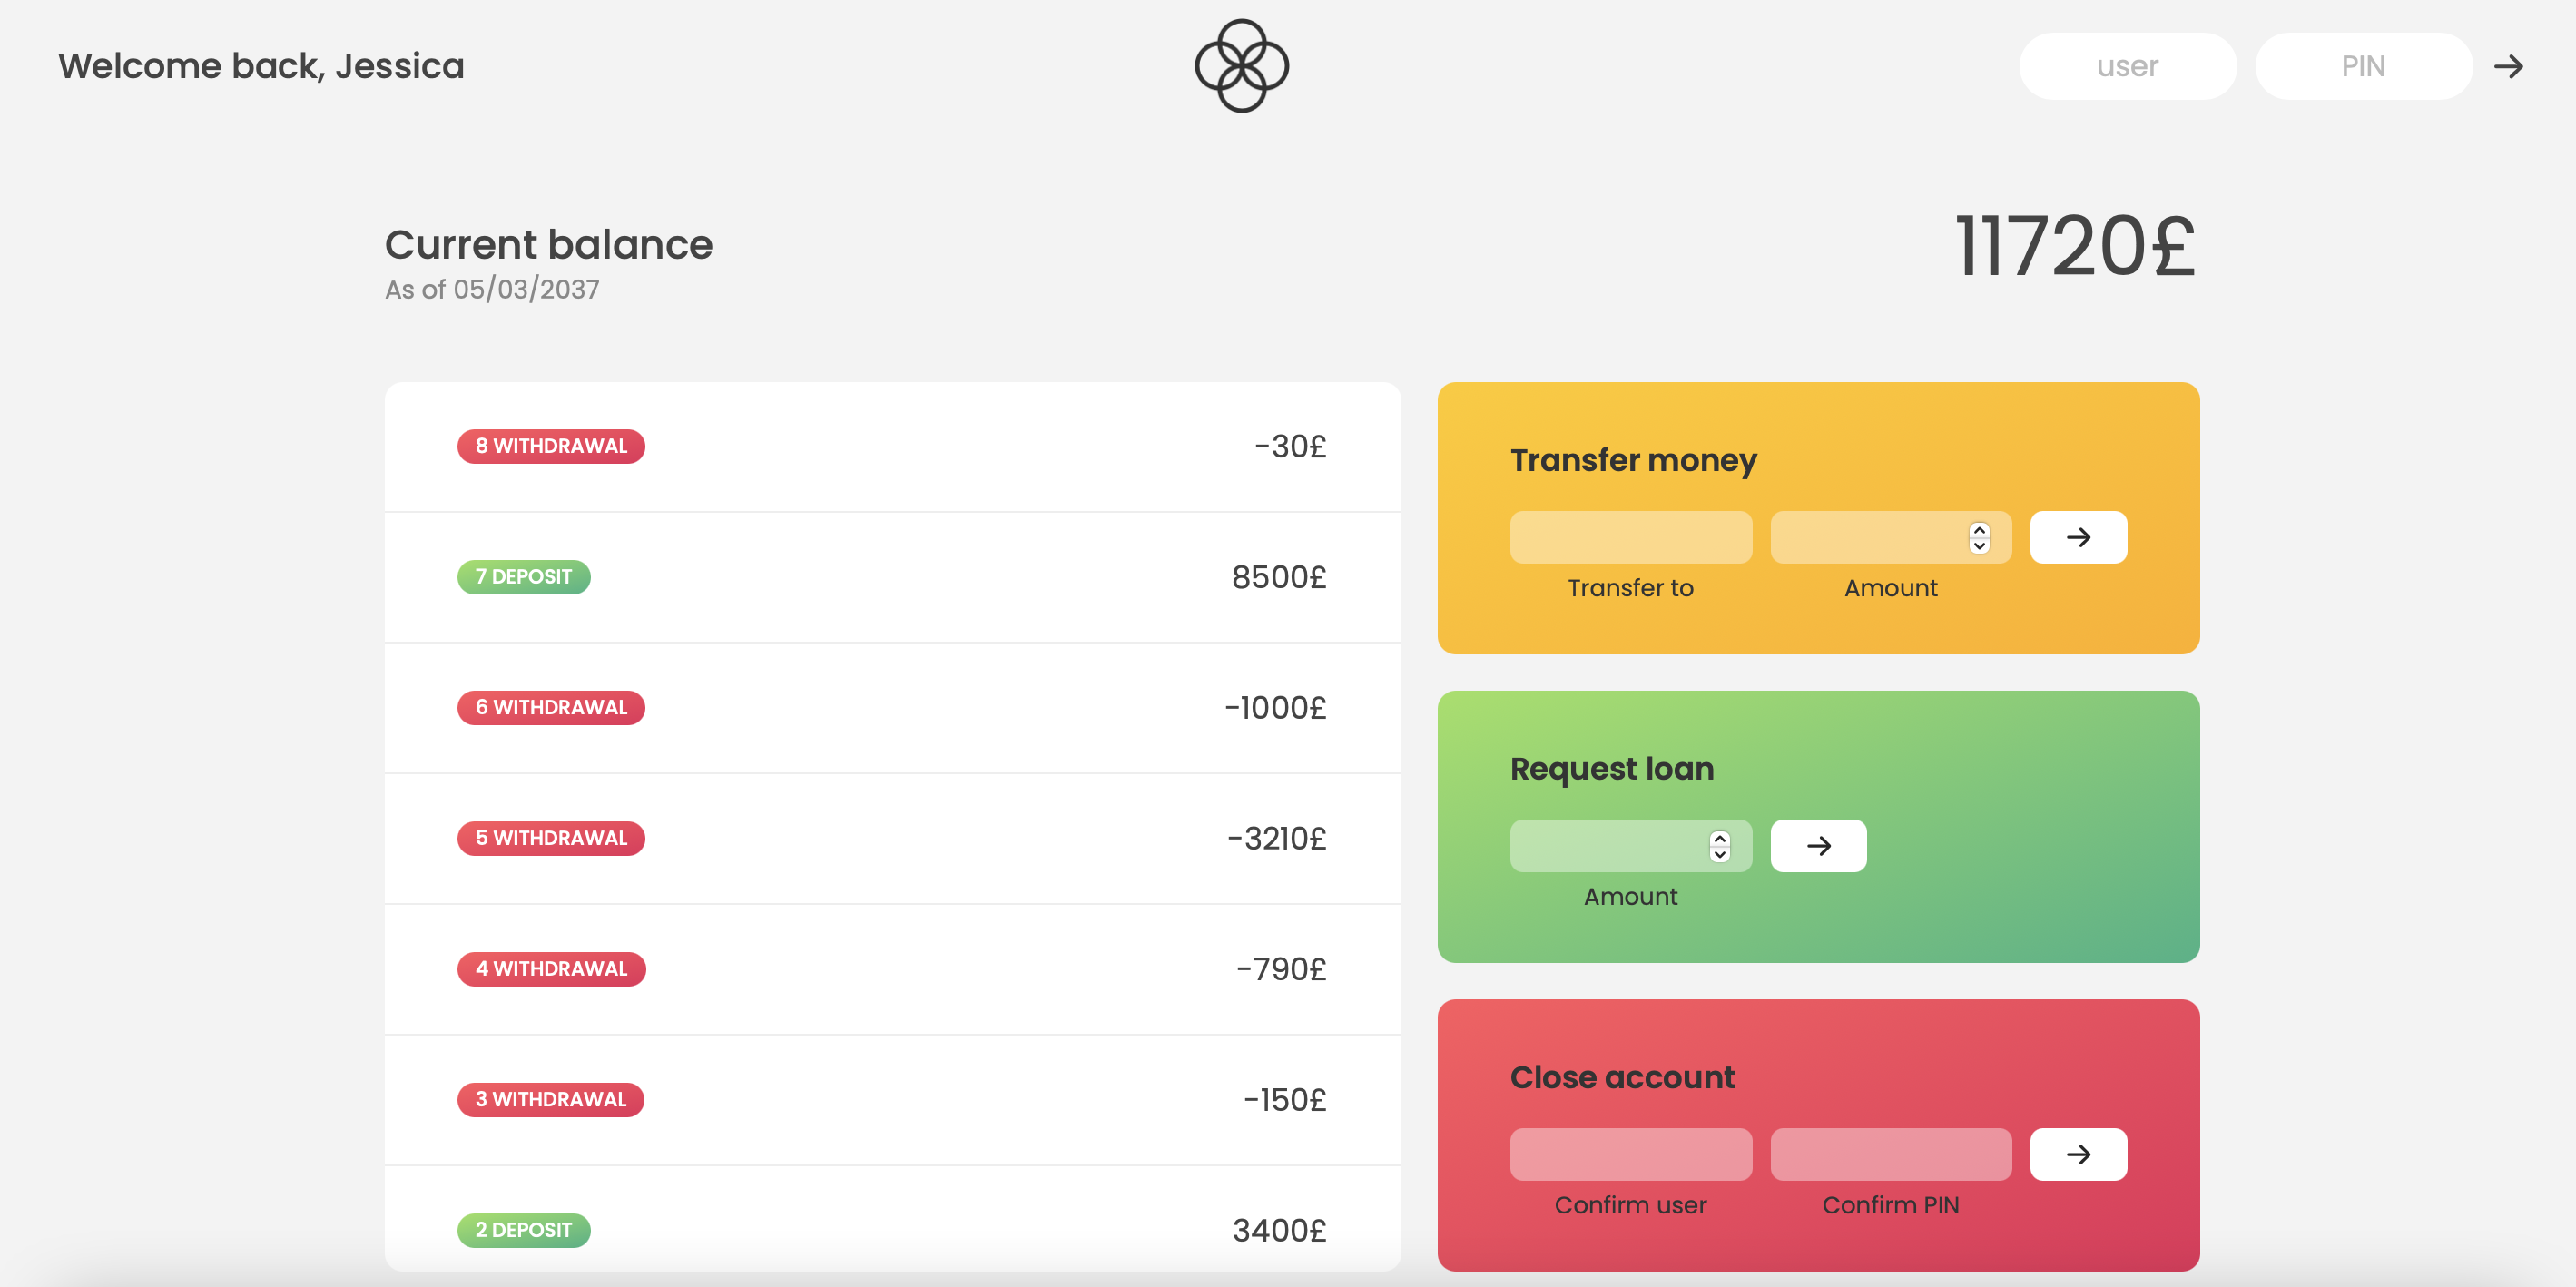 Welcome back, Jessica
user
PIN
Current balance
As of 05/03/2037
11720£
8 WITHDRAWAL
-30£
7 DEPOSIT
8500£
6 WITHDRAWAL
-1000£
5 WITHDRAWAL
-3210£
4 WITHDRAWAL
-790£
3 WITHDRAWAL
-150£
2 DEPOSIT
3400£
Transfer money
Transfer to
Amount
Request loan
Amount
Close account
Confirm user
Confirm PIN